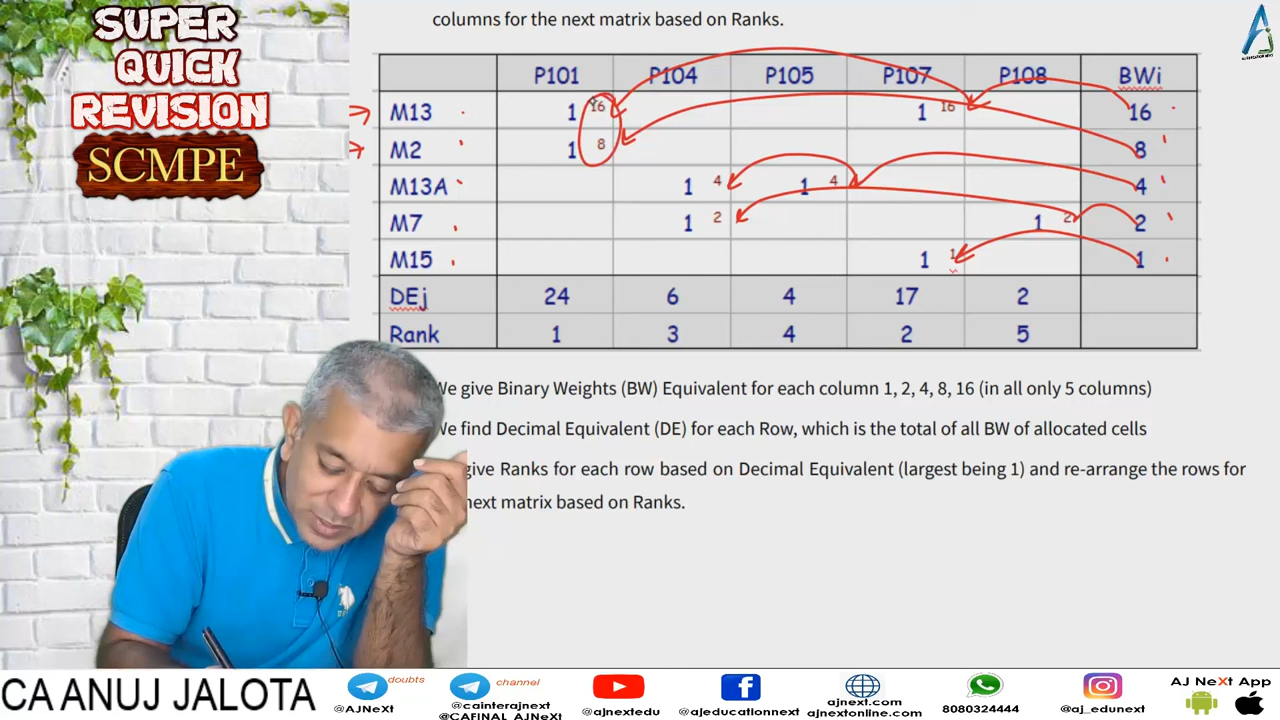 columns for the next matrix based on Ranks.
SUPER
QUICK
REVISION
SCMPE
P101 P104 P105 P107 P108 BWi
M13 1 16 1 16 16
M2 1 8 8
M13A 1 4 1 4 4
M7 1 2 1 2 2
M15 1 1 1
DEj 24 6 4 17 2
Rank 1 3 4 2 5
We give Binary Weights (BW) Equivalent for each column 1, 2, 4, 8, 16 (in all only 5 columns)
We find Decimal Equivalent (DE) for each Row, which is the total of all BW of allocated cells
give Ranks for each row based on Decimal Equivalent (largest being 1) and re-arrange the rows for
next matrix based on Ranks.
CA ANUJ JALOTA
doubts
@AJNeXt
channel
@cainterajnext
@CAFINAL_AJNeXt
@ajnextedu
@ajeducationnext
ajnext.com
ajnextonline.com
8080324444
@aj_edunext
AJ NeXt App